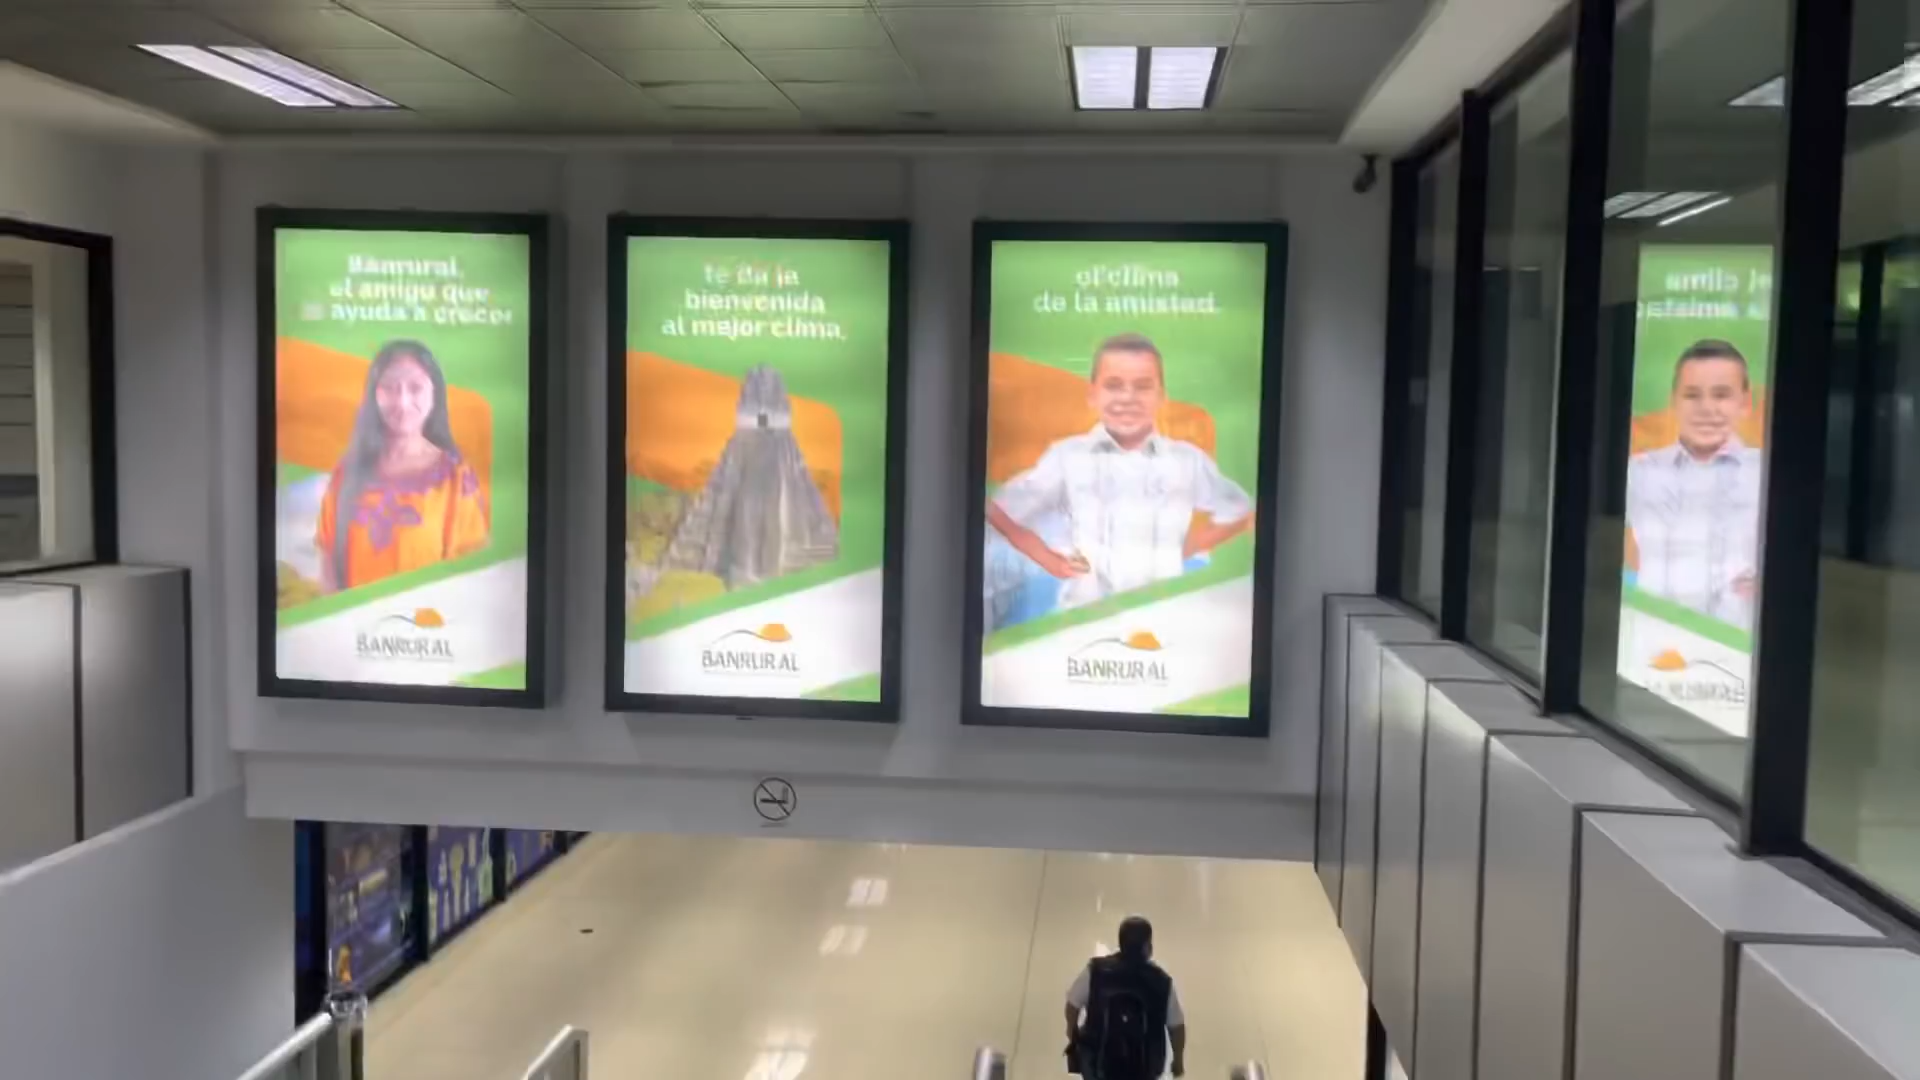 Banrural,
el amigo que
te ayuda a crecer
BANRURAL
te da la
bienvenida
al mejor clima,
BANRURAL
el clima
de la amistad.
BANRURAL